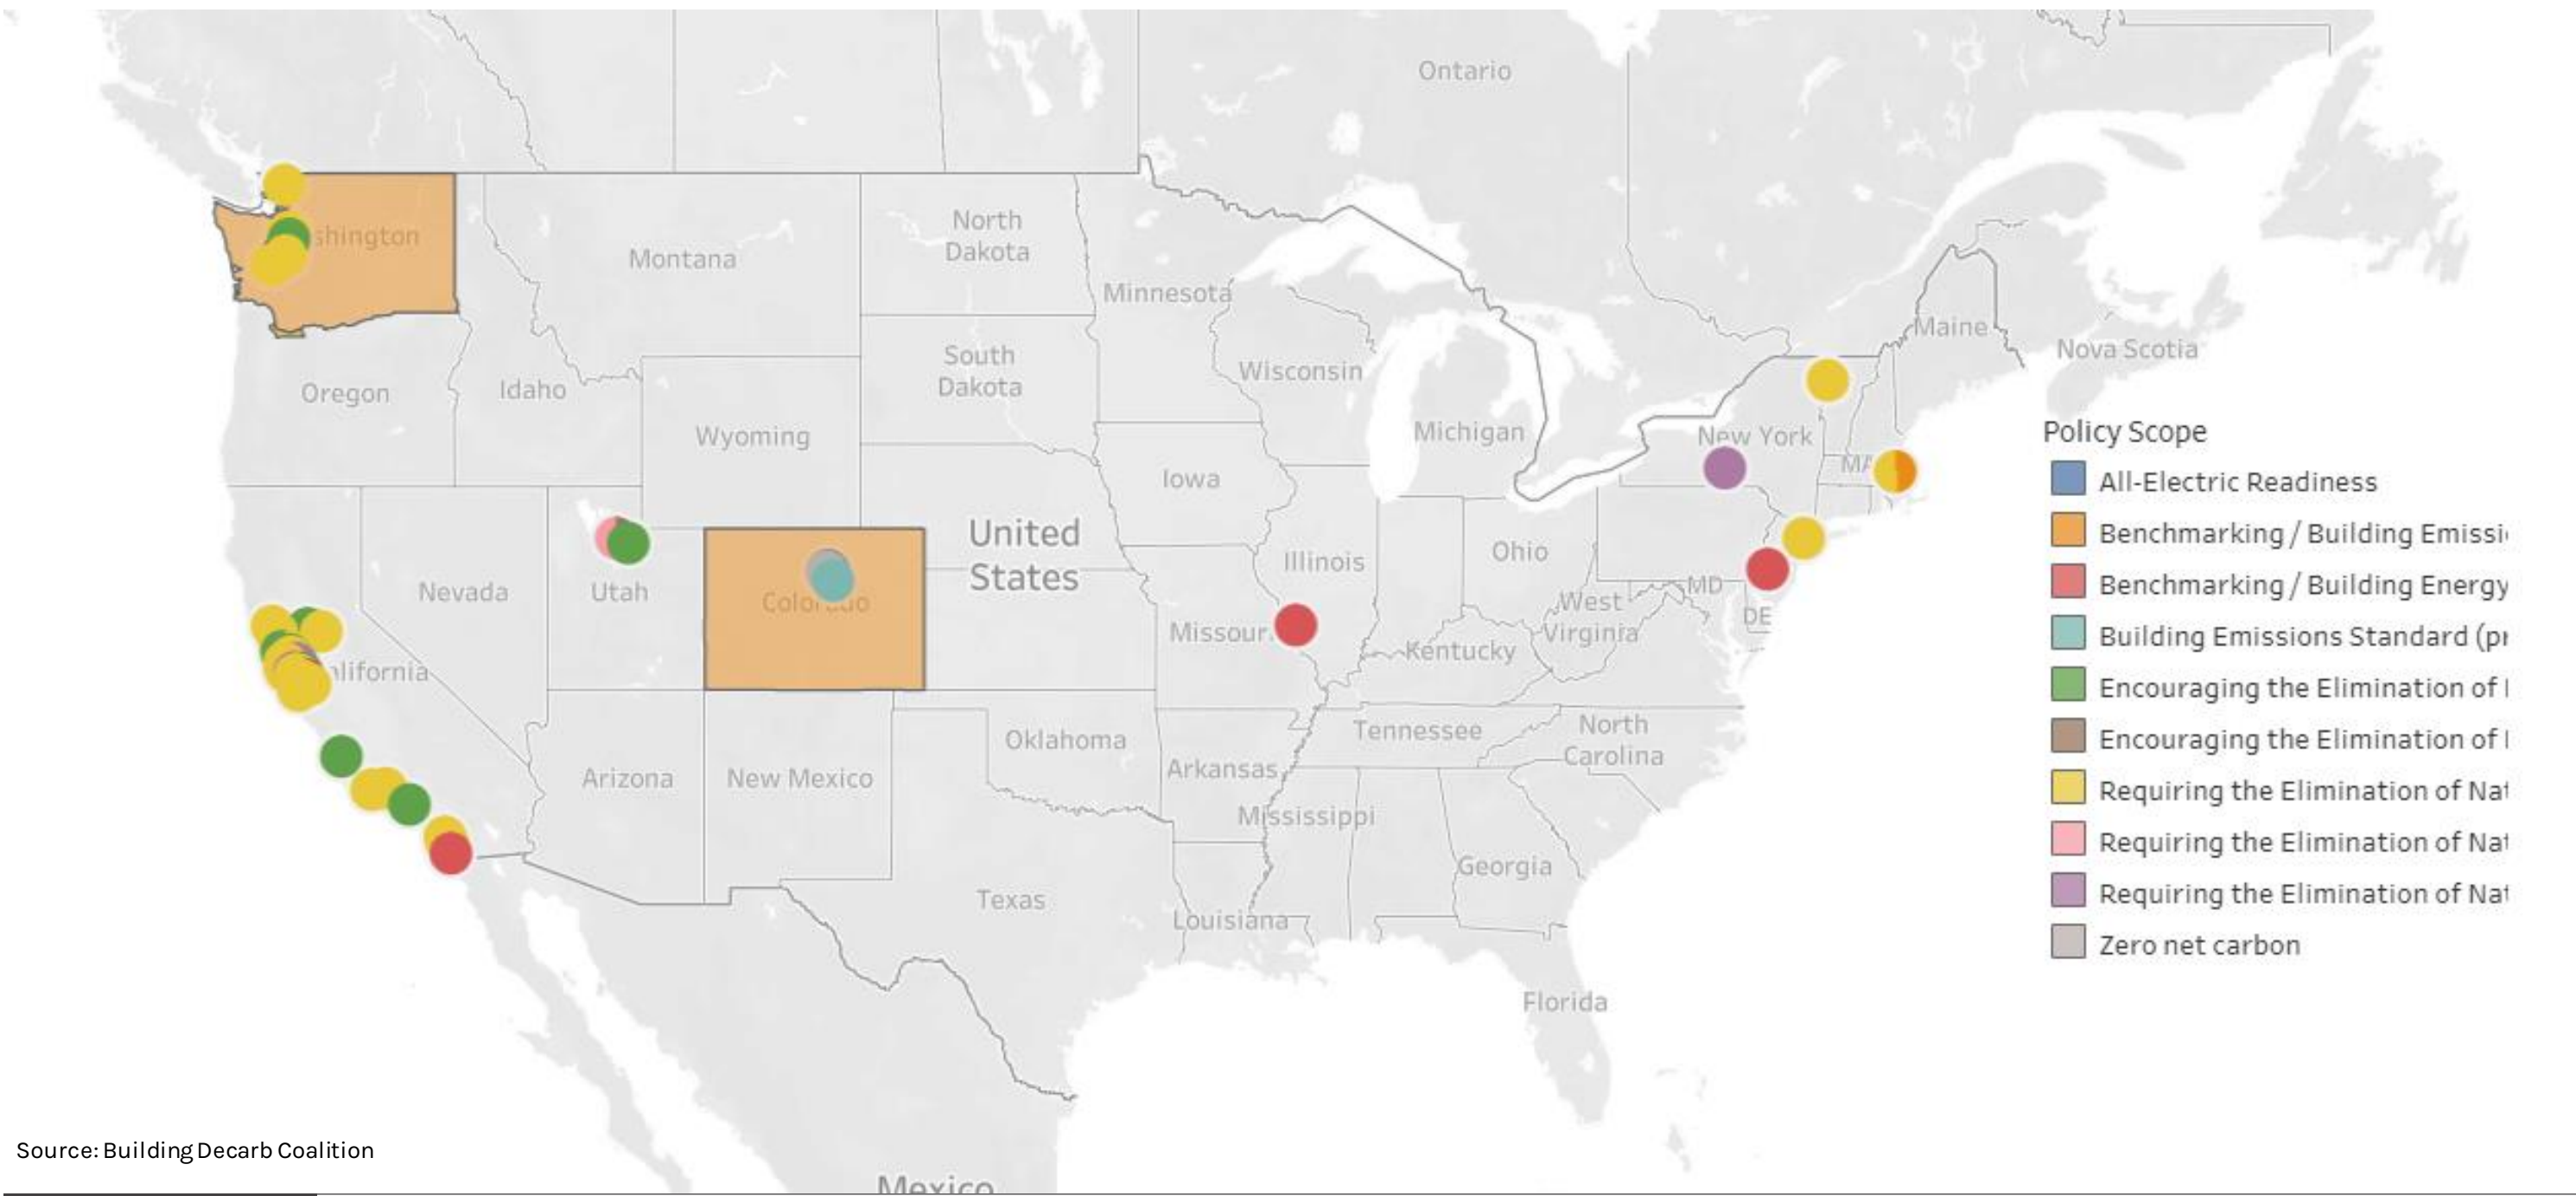 Ontario
shington
North
Dakota
Montana
Minnesota
Maine
Nova Scotia
South
Dakota
Wisconsin
Oregon
Idaho
Wyoming
Michigan
New York
MA
Iowa
United
States
Ohio
Illinois
MD
DE
West
Virginia
Nevada
Utah
Colorado
Missour
Kentucky
alifornia
Tennessee
North
Carolina
Oklahoma
Arkansas
Arizona
New Mexico
Mississippi
Georgia
Texas
Louisiana
Florida
Mexico
Policy Scope
All-Electric Readiness
Benchmarking / Building Emissi
Benchmarking / Building Energy
Building Emissions Standard (pr
Encouraging the Elimination of
Encouraging the Elimination of
Requiring the Elimination of Nat
Requiring the Elimination of Nat
Requiring the Elimination of Nat
Zero net carbon
Source: Building Decarb Coalition